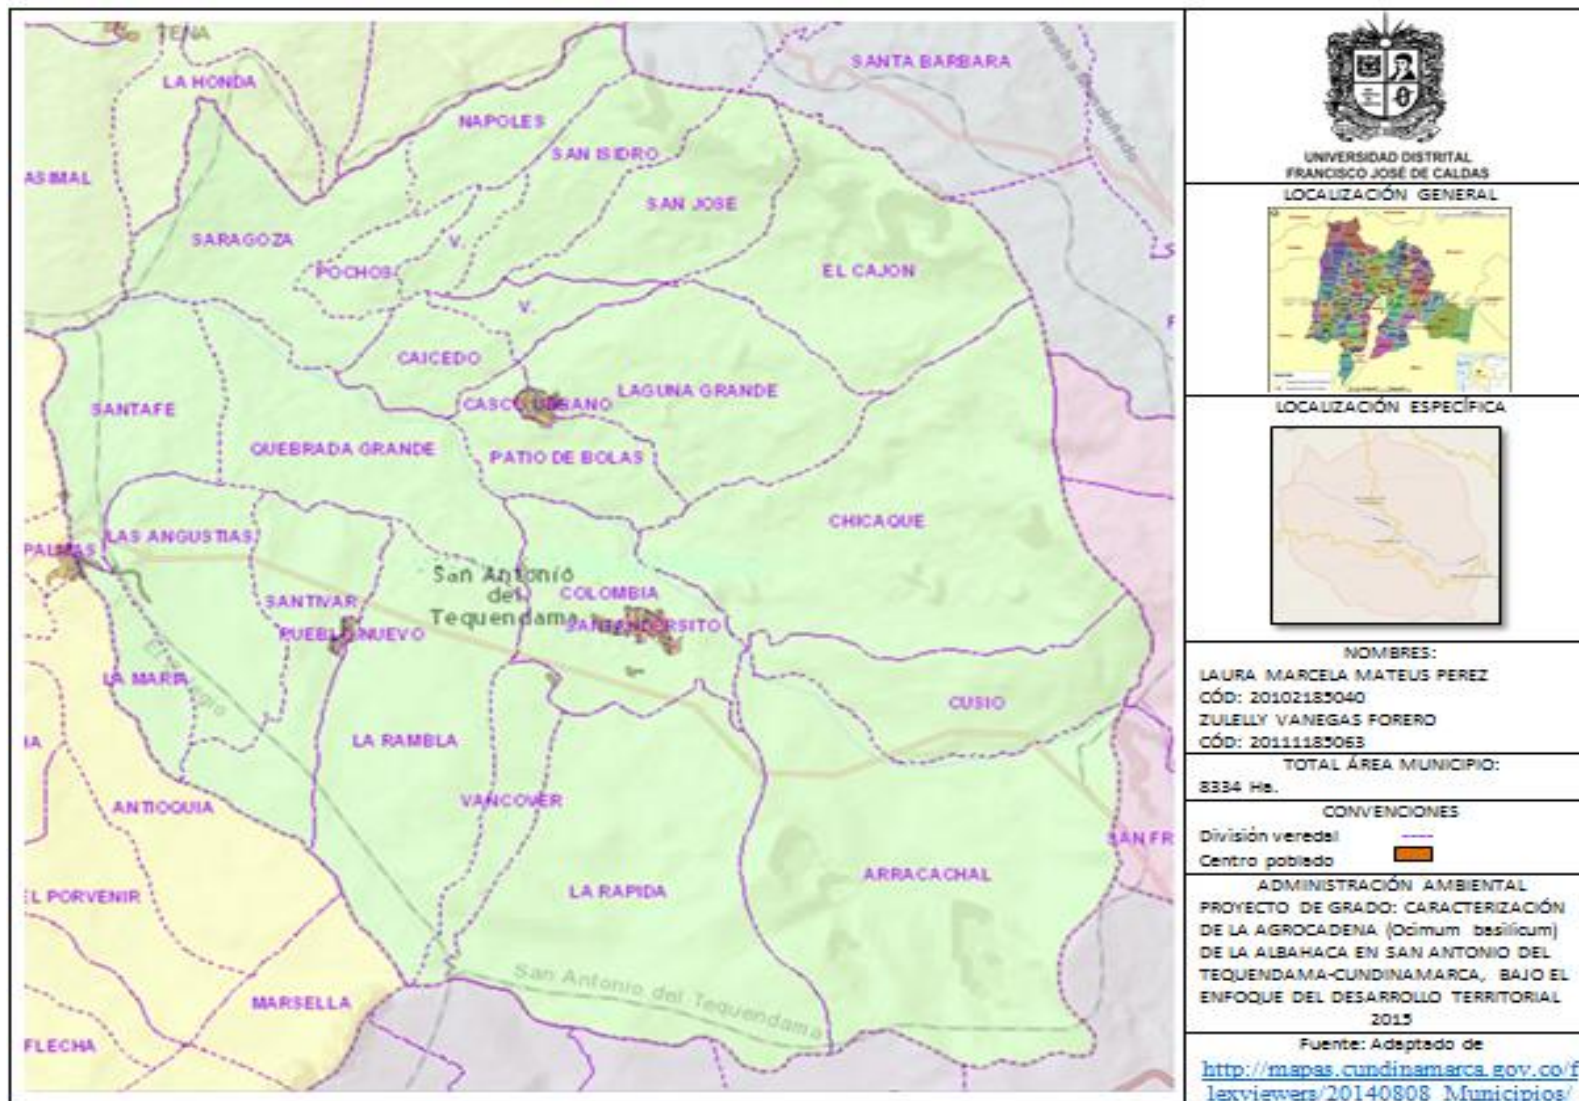 TENA
LA HONDA
SANTA BARBARA
NAPOLES
SAN ISIDRO
ASIMAL
SAN JOSE
SARAGOZA
V.
POCHOS
EL CAJON
V.
CAICEDO
LAGUNA GRANDE
SANTAFE
CASCO URBANO
QUEBRADA GRANDE
PATIO DE BOLAS
CHICAQUE
LAS ANGUSTIAS
PALMAS
San Antonio
del
Tequendama
COLOMBIA
SANTIVAR
SANTANDERSITO
PUEBLO NUEVO
LA MARIA
CUSIO
LA RAMBLA
VANCOVER
ANTIOQUIA
SAN FR
ARRACACHAL
LA RAPIDA
EL PORVENIR
San Antonio del Tequendama
MARSELLA
FLECHA
UNIVERSIDAD DISTRITAL
FRANCISCO JOSÉ DE CALDAS
LOCALIZACIÓN GENERAL
LOCALIZACIÓN ESPECÍFICA
NOMBRES:
LAURA MARCELA MATEUS PEREZ
CÓD: 20102185040
ZULELLY VANEGAS FORERO
CÓD: 20111185063
TOTAL ÁREA MUNICIPIO:
8334 Ha.
CONVENCIONES
División veredal
Centro poblado
ADMINISTRACIÓN AMBIENTAL
PROYECTO DE GRADO: CARACTERIZACIÓN
DE LA AGROCADENA (Ocimum basilicum)
DE LA ALBAHACA EN SAN ANTONIO DEL
TEQUENDAMA-CUNDINAMARCA, BAJO EL
ENFOQUE DEL DESARROLLO TERRITORIAL
2015
Fuente: Adaptado de
http://mapas.cundinamarca.gov.co/f
lexviewers/20140808_Municipios/